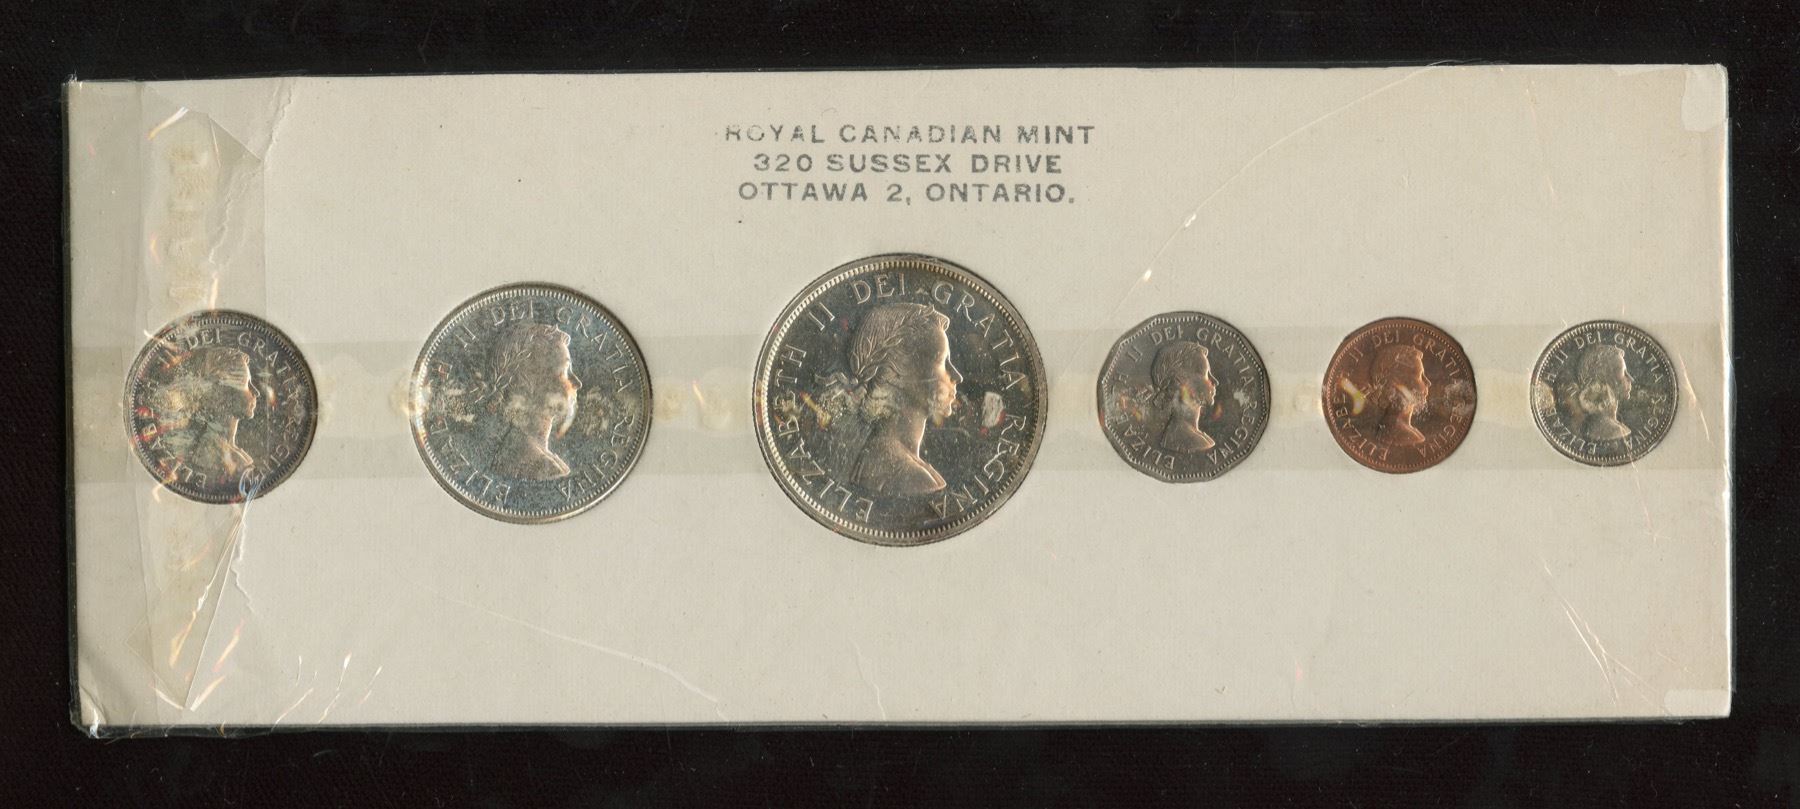 ROYAL CANADIAN MINT
320 SUSSEX DRIVE
OTTAWA 2, ONTARIO.
ELIZABETH II DEI GRATIA REGINA
ELIZABETH II DEI GRATIA REGINA
ELIZABETH II DEI GRATIA REGINA
ELIZABETH II DEI GRATIA REGINA
ELIZABETH II DEI GRATIA REGINA
ELIZABETH II DEI GRATIA REGINA